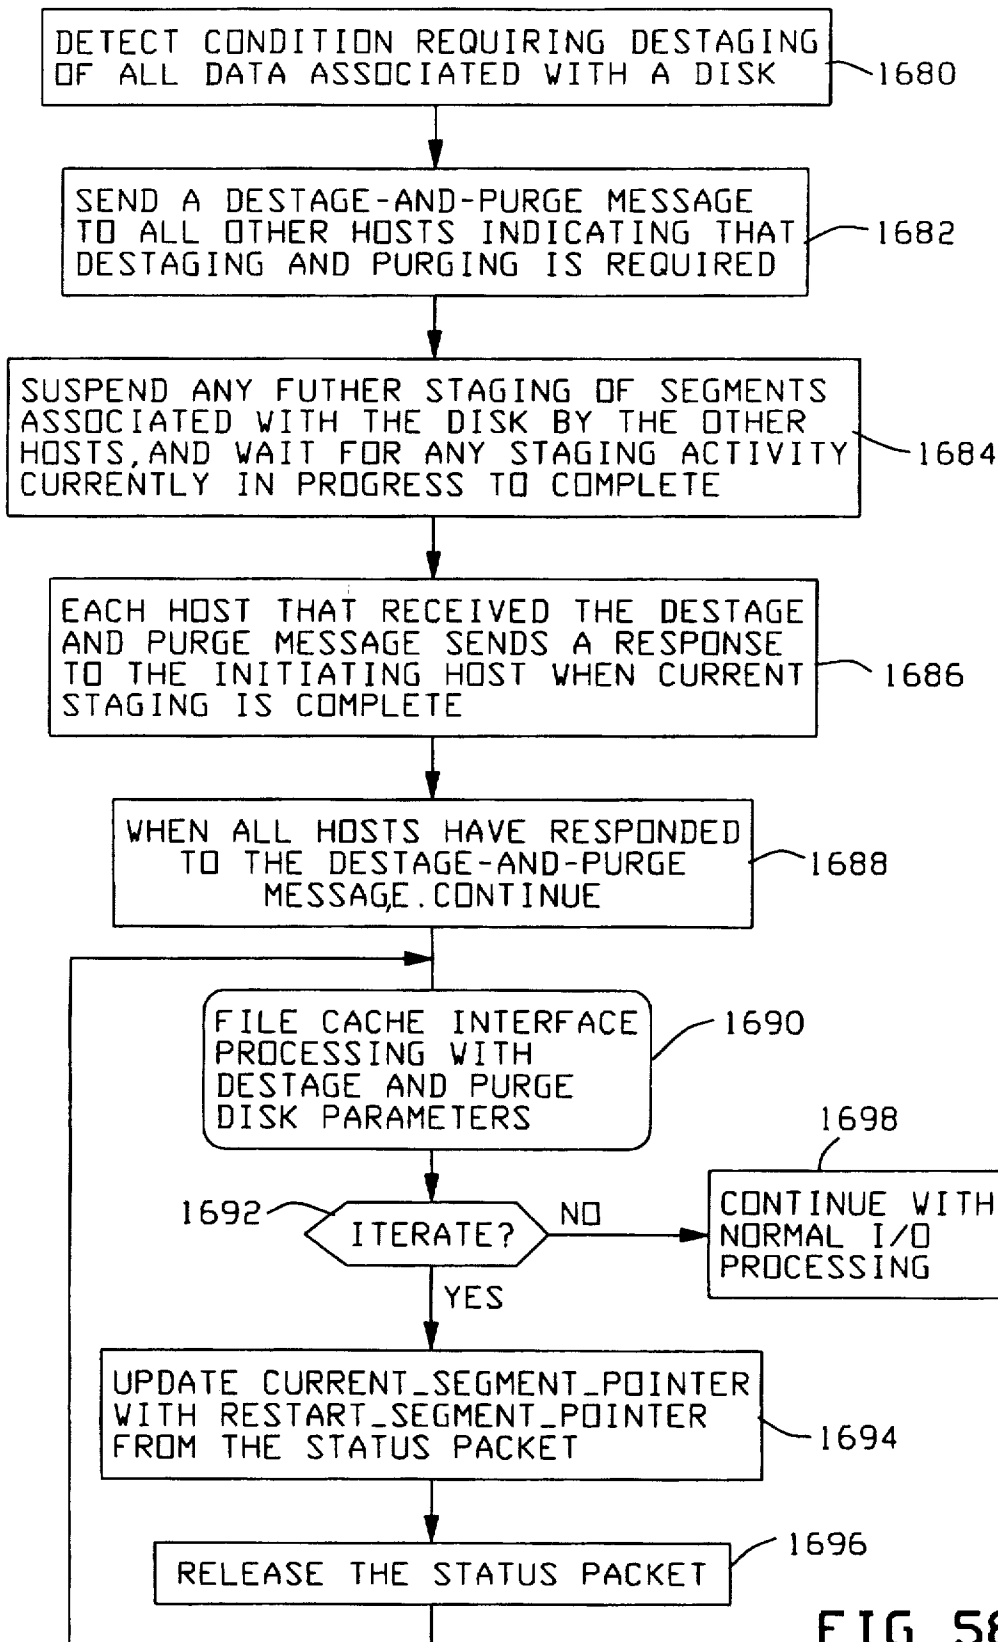 DETECT CONDITION REQUIRING DESTAGING
OF ALL DATA ASSOCIATED WITH A DISK
1680
SEND A DESTAGE-AND-PURGE MESSAGE
TO ALL OTHER HOSTS INDICATING THAT
DESTAGING AND PURGING IS REQUIRED
1682
SUSPEND ANY FUTHER STAGING OF SEGMENTS
ASSOCIATED WITH THE DISK BY THE OTHER
HOSTS, AND WAIT FOR ANY STAGING ACTIVITY
CURRENTLY IN PROGRESS TO COMPLETE
1684
EACH HOST THAT RECEIVED THE DESTAGE
AND PURGE MESSAGE SENDS A RESPONSE
TO THE INITIATING HOST WHEN CURRENT
STAGING IS COMPLETE
1686
WHEN ALL HOSTS HAVE RESPONDED
TO THE DESTAGE-AND-PURGE
MESSAG,E.CONTINUE
1688
FILE CACHE INTERFACE
PROCESSING WITH
DESTAGE AND PURGE
DISK PARAMETERS
1690
1692
ITERATE?
NO
1698
CONTINUE WITH
NORMAL I/O
PROCESSING
YES
UPDATE CURRENT_SEGMENT_POINTER
WITH RESTART_SEGMENT_POINTER
FROM THE STATUS PACKET
1694
RELEASE THE STATUS PACKET
1696
FIG. 58